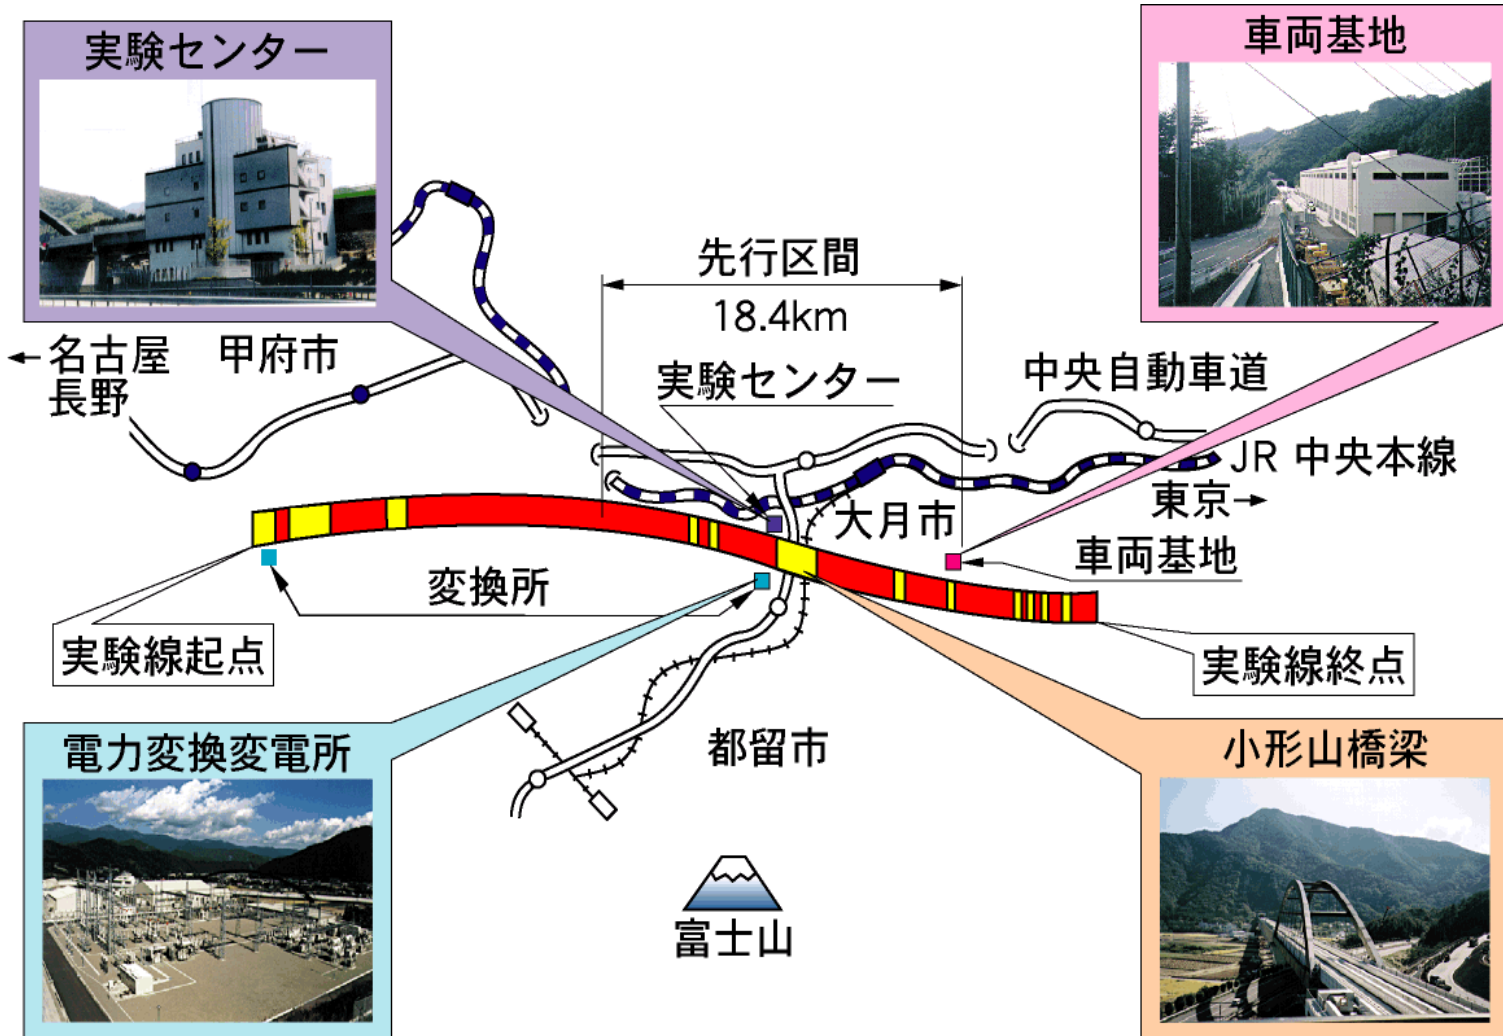 実験センター
車両基地
先行区間
18.4km
←名古屋
長野
甲府市
実験センター
中央自動車道
JR 中央本線
東京→
大月市
車両基地
変換所
実験線起点
実験線終点
電力変換変電所
都留市
小形山橋梁
富士山